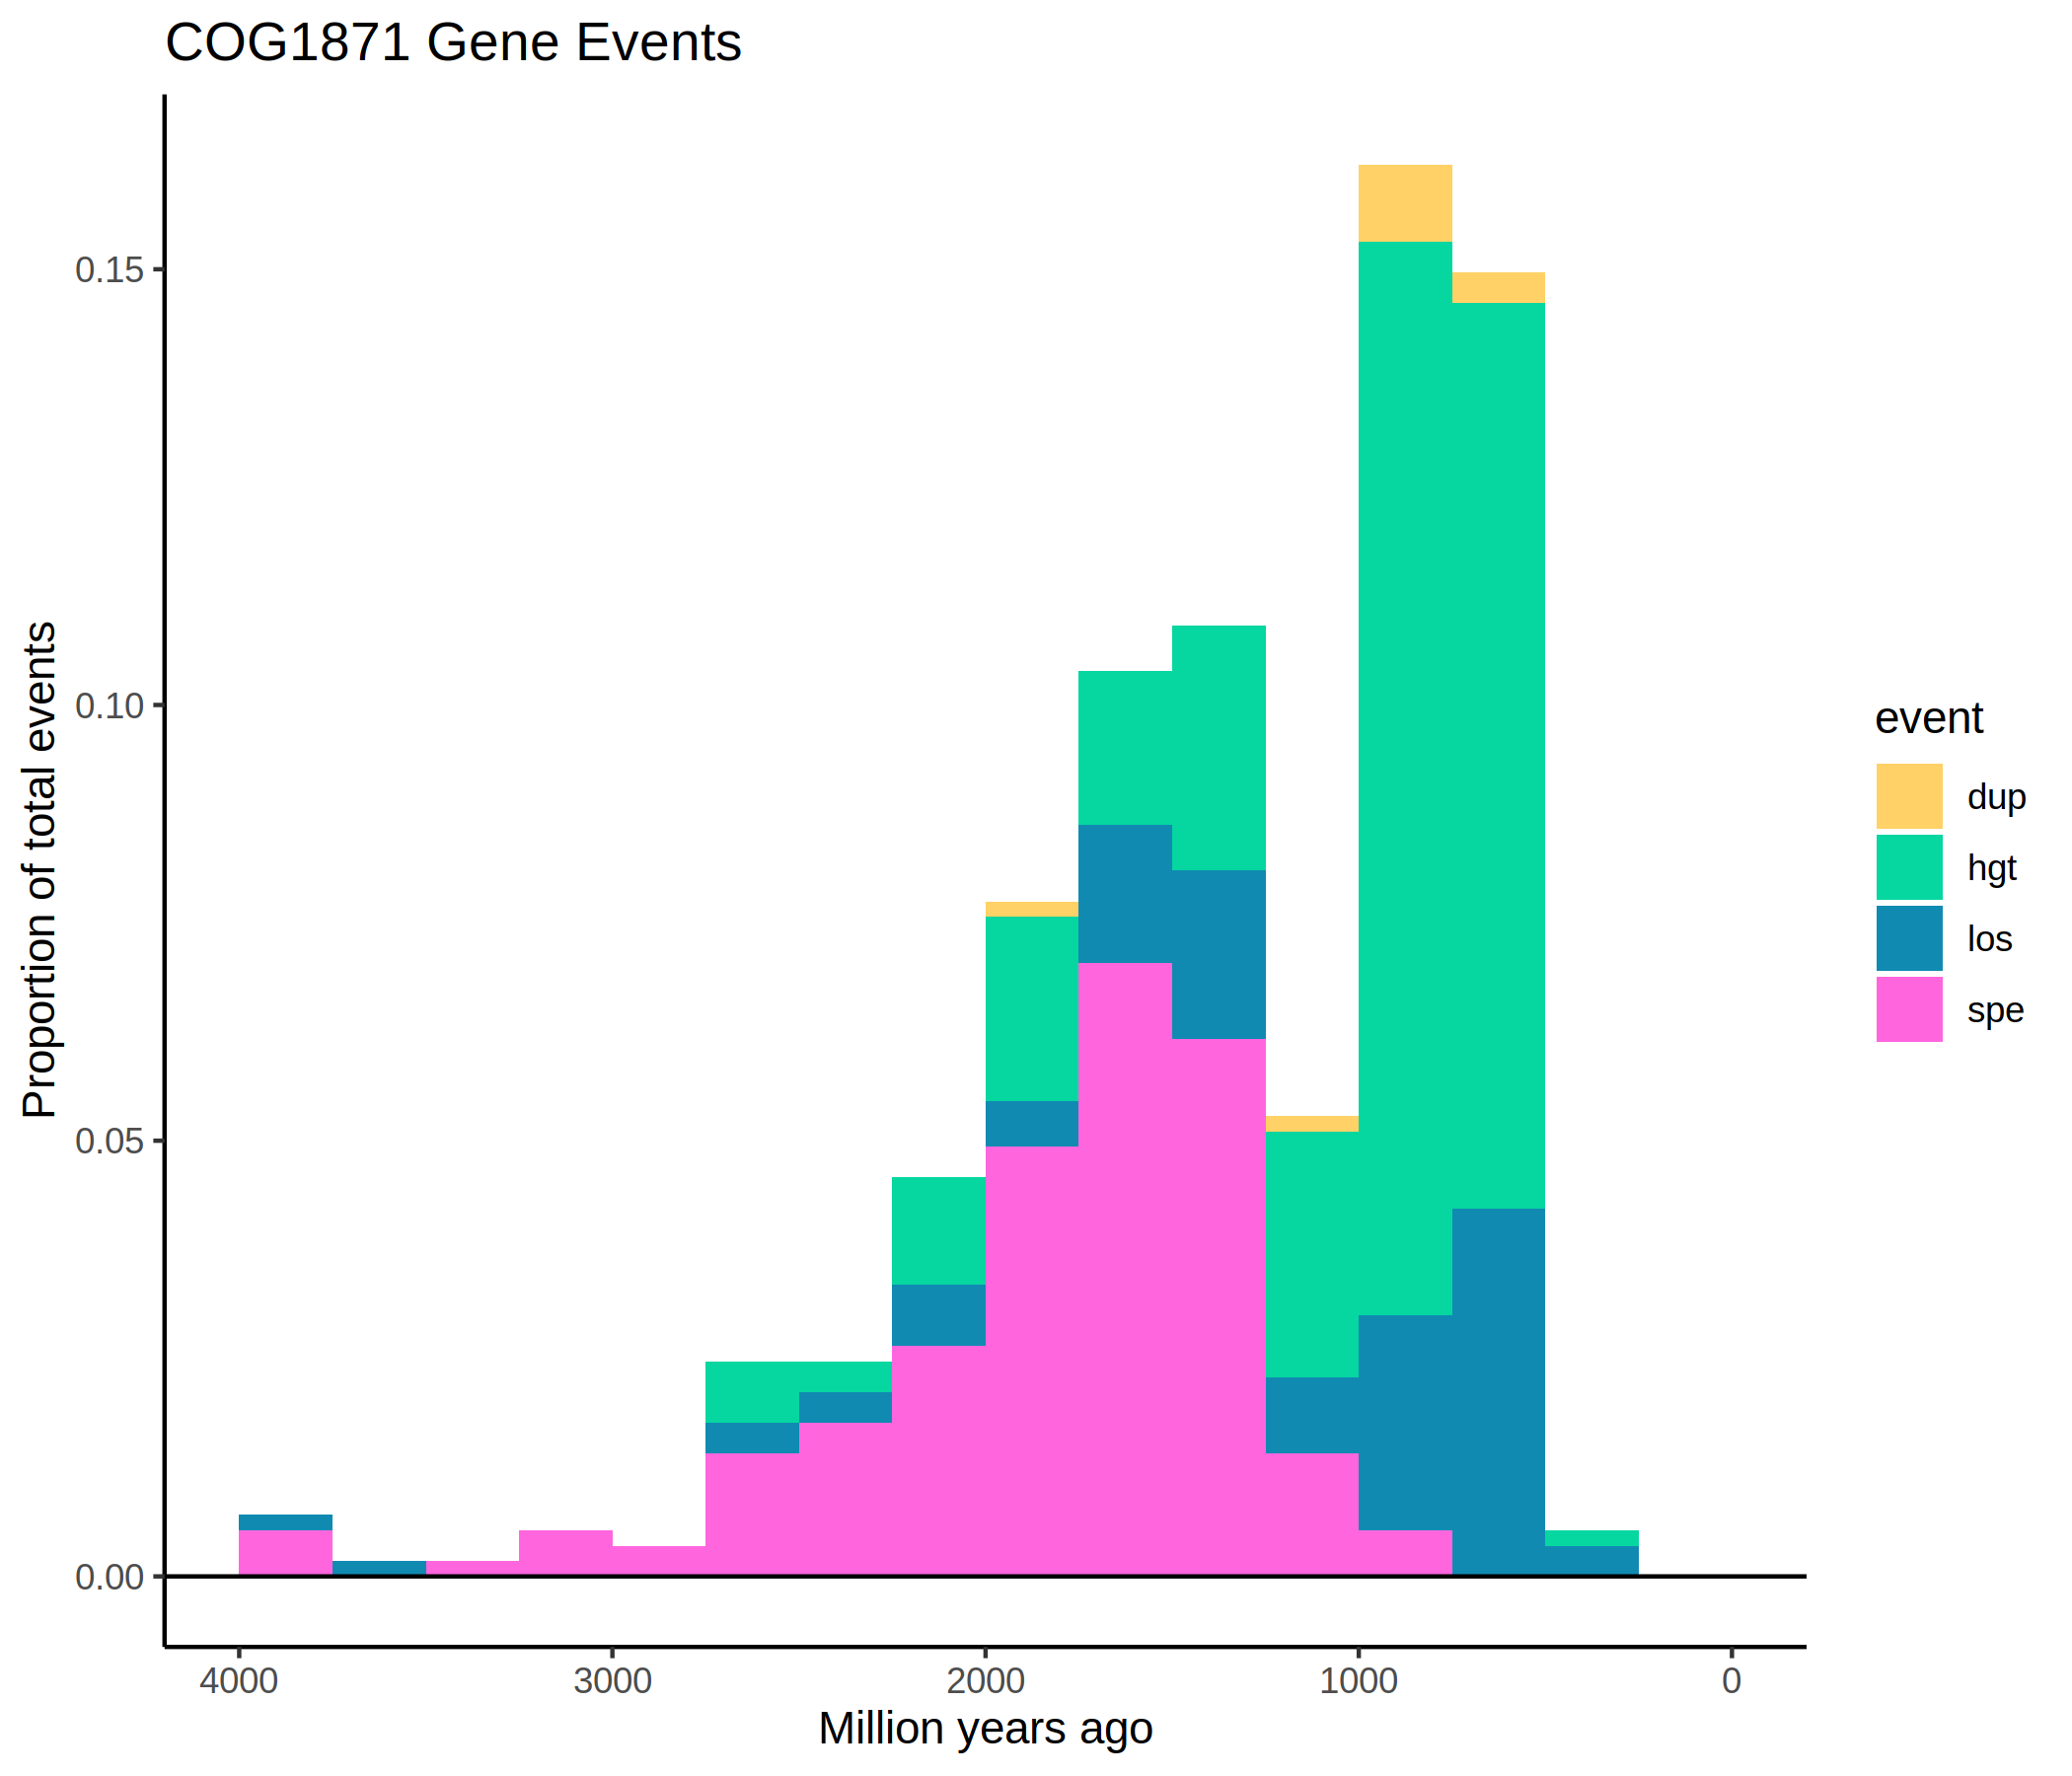 COG1871 Gene Events
Proportion of total events
0.15
0.10
0.05
0.00
4000 3000 2000 1000 0
Million years ago
event
dup
hgt
los
spe